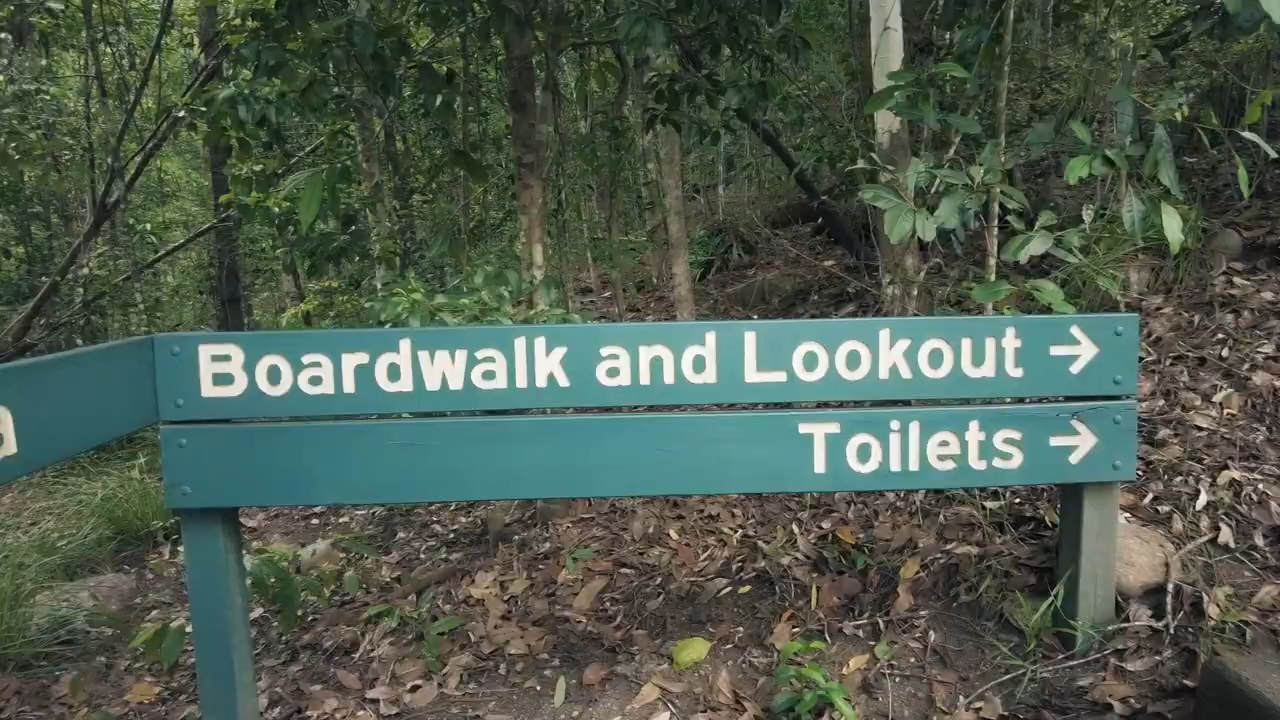 Boardwalk and Lookout →
Toilets →